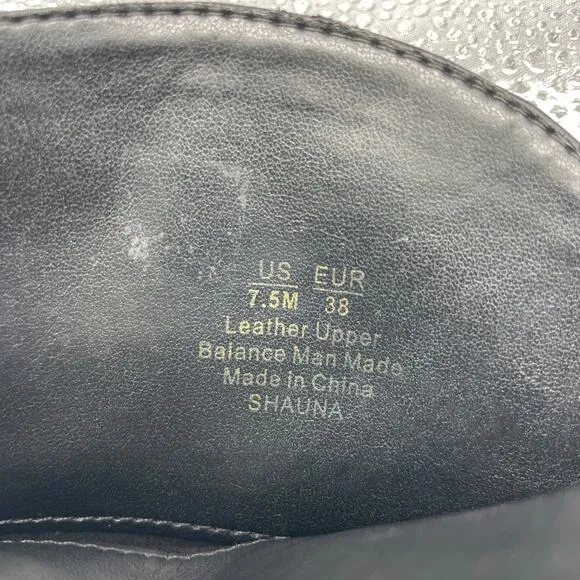 US EUR
7.5M 38
Leather Upper
Balance Man Made
Made in China
SHAUNA